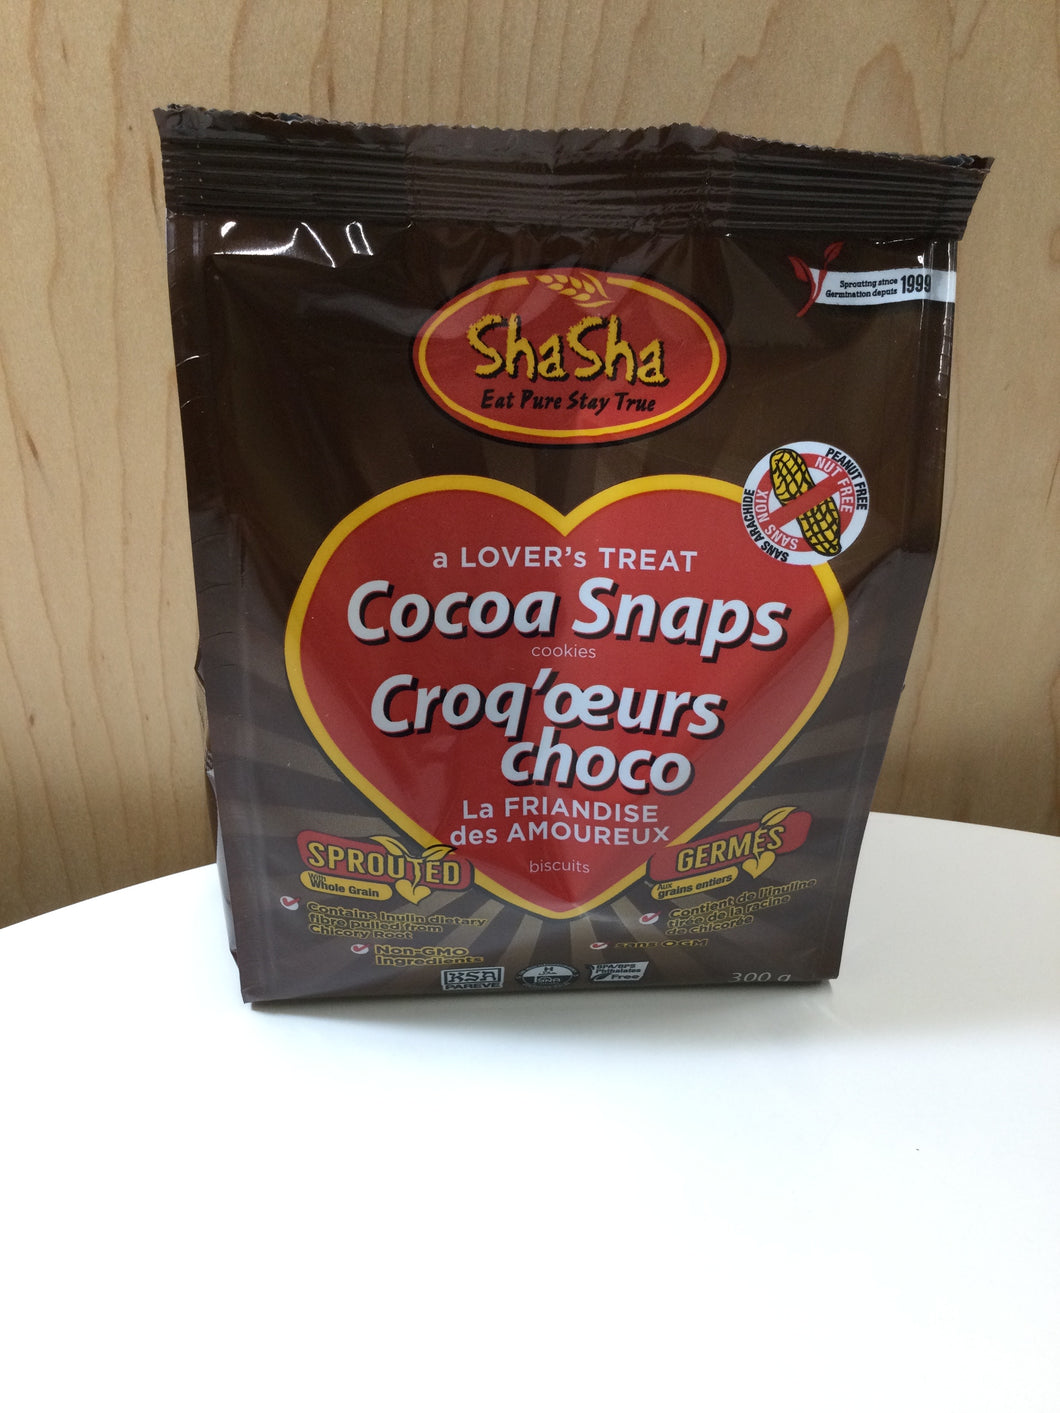 Sprouting since
Germination depuis 1999
ShaSha
Eat Pure Stay True
PEANUT FREE
NUT FREE
SANS NOIX
SANS ARACHIDE
a LOVER's TREAT
Cocoa Snaps
cookies
Croq'œurs
choco
La FRIANDISE
des AMOUREUX
biscuits
SPROUTED
With
Whole Grain
Contains Inulin dietary
fibre pulled from
Chicory Root
Non-GMO
Ingredients
GERMÉS
Aux
grains entiers
Contient de l'inuline
tirée de la racine
de chicorée
sans OGM
KSA
PAREVE
BPA/BPS
Phthalates
Free
300 g